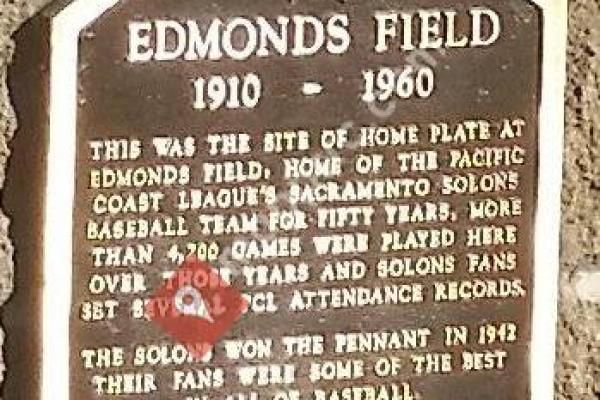 EDMONDS FIELD
1910 - 1960
THIS WAS THE SITE OF HOME PLATE AT
EDMONDS FIELD, HOME OF THE PACIFIC
COAST LEAGUE'S SACRAMENTO SOLONS
BASEBALL TEAM FOR FIFTY YEARS. MORE
THAN 4,700 GAMES WERE PLAYED HERE
OVER THOSE YEARS AND SOLONS FANS
SET SEVERAL PCL ATTENDANCE RECORDS.
THE SOLONS WON THE PENNANT IN 1942
THEIR FANS WERE SOME OF THE BEST
IN ALL OF BASEBALL.